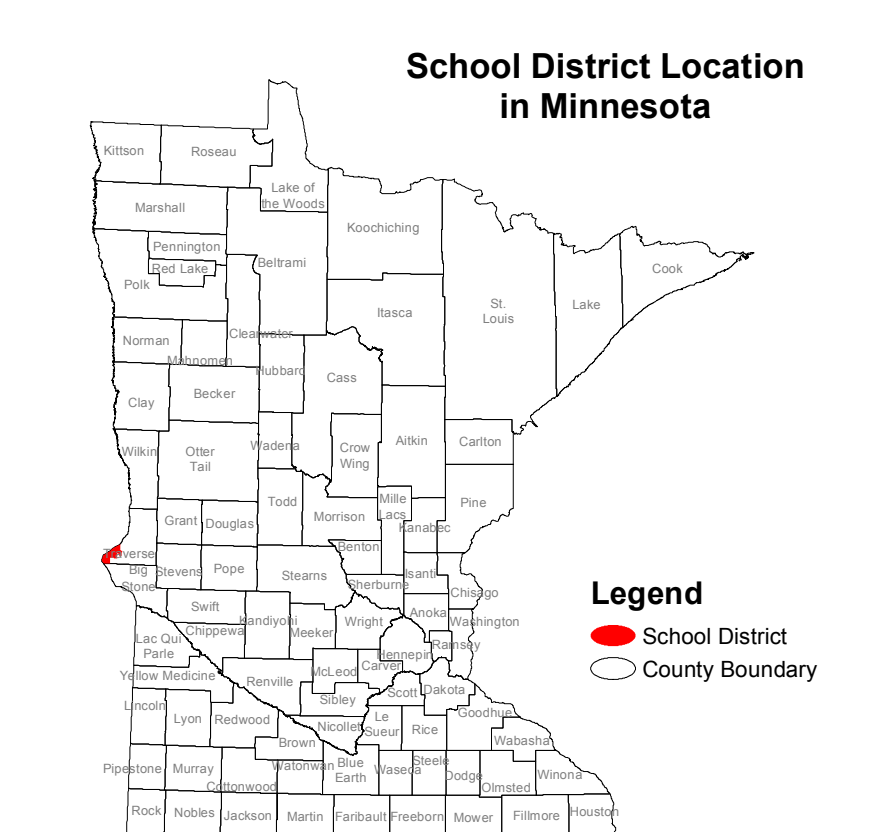 School District Location
in Minnesota
Kittson
Roseau
Lake of
the Woods
Marshall
Koochiching
Pennington
Beltrami
Red Lake
Polk
Cook
St.
Louis
Lake
Itasca
Norman
Clearwater
Mahnomen
Hubbard
Cass
Becker
Clay
Aitkin
Carlton
Wilkin
Otter
Tail
Wadena
Crow
Wing
Todd
Mille
Lacs
Pine
Grant
Douglas
Morrison
Kanabec
Traverse
Benton
Big
Stone
Stevens
Pope
Stearns
Isanti
Sherburne
Chisago
Swift
Kandiyohi
Meeker
Wright
Anoka
Washington
Chippewa
Lac Qui
Parle
Hennepin
Ramsey
Yellow Medicine
Renville
McLeod
Carver
Scott
Dakota
Sibley
Lincoln
Lyon
Redwood
Nicollet
Le
Sueur
Rice
Goodhue
Wabasha
Brown
Pipestone
Murray
Cottonwood
Watonwan
Blue
Earth
Waseca
Steele
Dodge
Olmsted
Winona
Rock
Nobles
Jackson
Martin
Faribault
Freeborn
Mower
Fillmore
Houston
Legend
School District
County Boundary